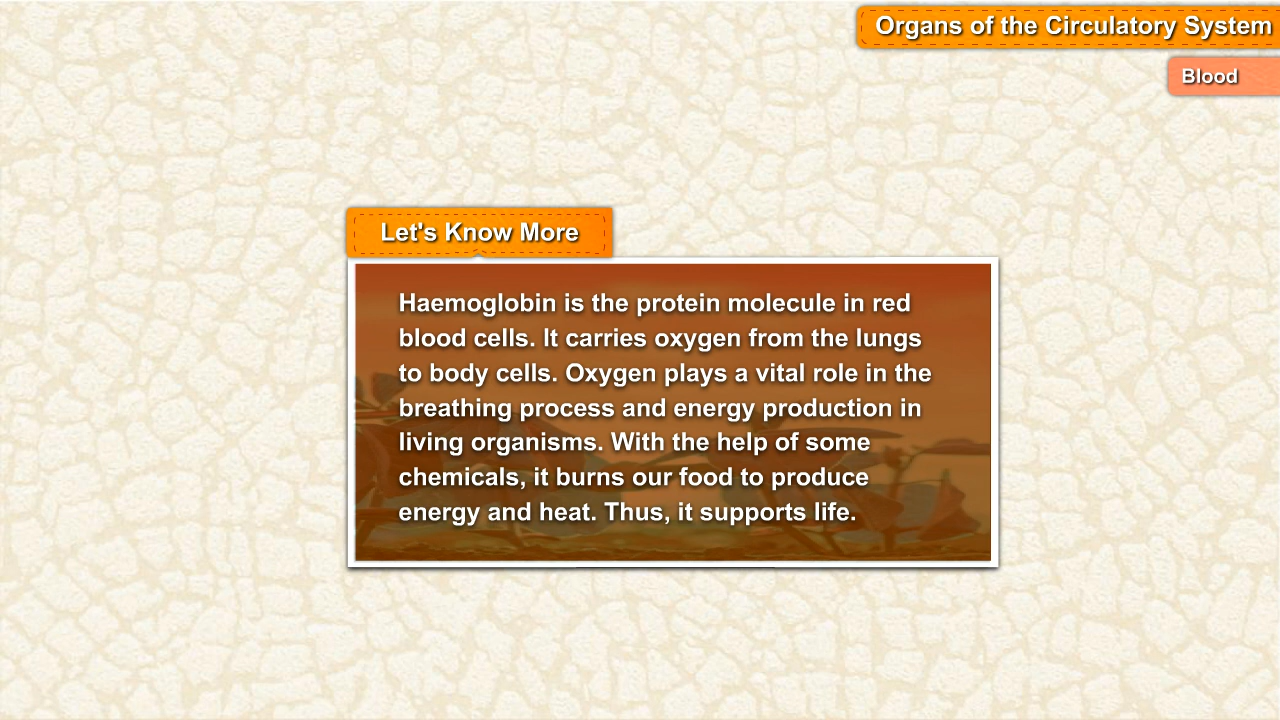 Organs of the Circulatory System
Blood
Let's Know More
Haemoglobin is the protein molecule in red
blood cells. It carries oxygen from the lungs
to body cells. Oxygen plays a vital role in the
breathing process and energy production in
living organisms. With the help of some
chemicals, it burns our food to produce
energy and heat. Thus, it supports life.